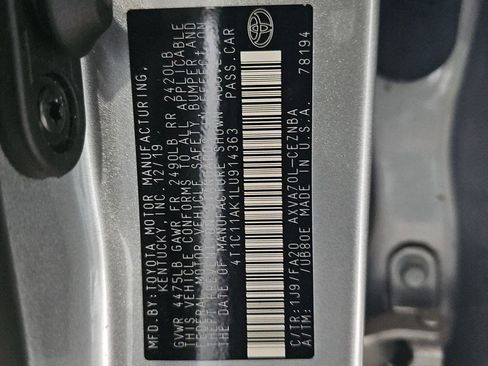 MFD. BY: TOYOTA MOTOR MANUFACTURING,
KENTUCKY, INC. 12/19
GVWR 4475LB GAWR FR 2490LB RR 2420LB
THIS VEHICLE CONFORMS TO ALL APPLICABLE
FEDERAL MOTOR VEHICLE SAFETY, BUMPER AND
THE DATE OF MANUFACTURE SHOWN ABOVE.
4T1C11AK1LU914363 PASS.CAR
C/TR:1J9/FA20 AXVA70L-CEZNBA
A/TM: /UB80E MADE IN U.S.A. 78194